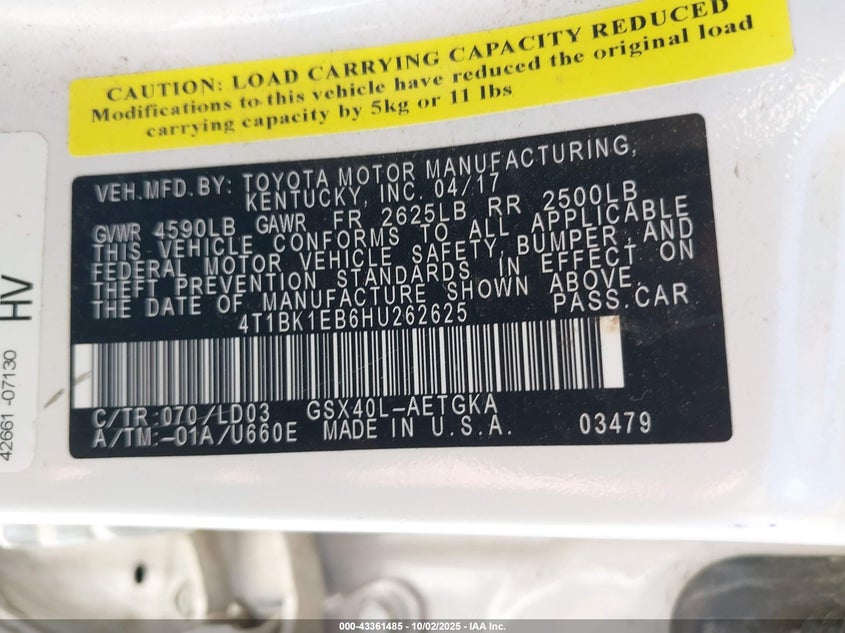 CAUTION: LOAD CARRYING CAPACITY REDUCED
Modifications to this vehicle have reduced the original load
carrying capacity by 5kg or 11 lbs
VEH.MFD. BY: TOYOTA MOTOR MANUFACTURING,
KENTUCKY, INC. 04/17
GVWR 4590LB GAWR FR 2625LB RR 2500LB
THIS VEHICLE CONFORMS TO ALL APPLICABLE
FEDERAL MOTOR VEHICLE SAFETY, BUMPER, AND
THEFT PREVENTION STANDARDS IN EFFECT ON
THE DATE OF MANUFACTURE SHOWN ABOVE.
4T1BK1EB6HU262625 PASS.CAR
C/TR:070/LD03 GSX40L-AETGKA
A/TM:-01A/U660E MADE IN U.S.A. 03479
42661-07130 HV
000-43361485 - 10/02/2025 - IAA Inc.